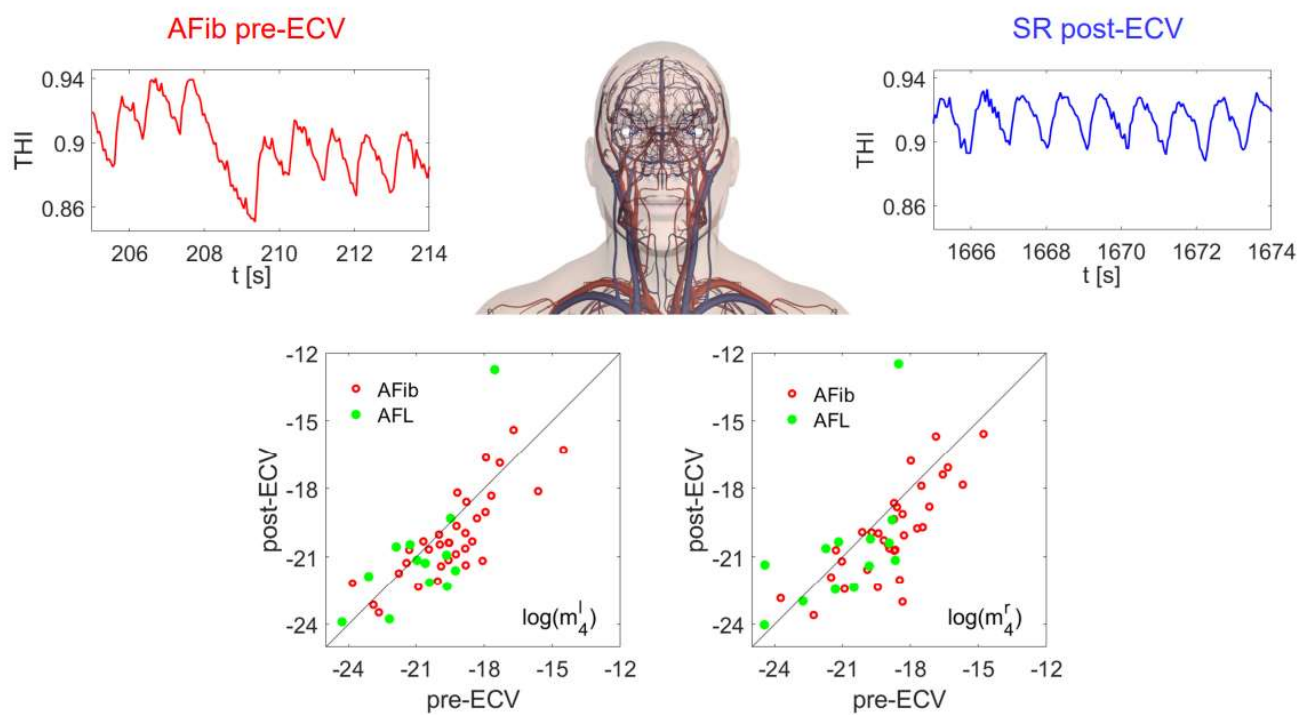 AFib pre-ECV
0.94
0.9
0.86
THI
206 208 210 212 214
t [s]
SR post-ECV
0.94
0.9
0.86
THI
1666 1668 1670 1672 1674
t [s]
-12
-15
-18
-21
-24
post-ECV
AFib
AFL
log(m₄ˡ)
-24 -21 -18 -15 -12
pre-ECV
-12
-15
-18
-21
-24
post-ECV
AFib
AFL
log(m₄ʳ)
-24 -21 -18 -15 -12
pre-ECV